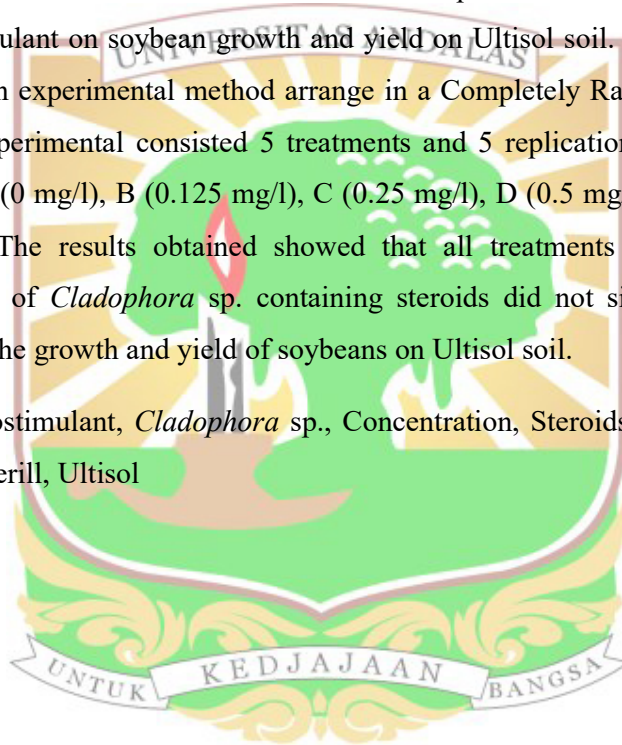 ulant on soybean growth and yield on Ultisol soil.
UNIVERSITAS ANDALAS
n experimental method arrange in a Completely Ra
perimental consisted 5 treatments and 5 replication
(0 mg/l), B (0.125 mg/l), C (0.25 mg/l), D (0.5 mg
The results obtained showed that all treatments
of Cladophora sp. containing steroids did not si
he growth and yield of soybeans on Ultisol soil.
ostimulant, Cladophora sp., Concentration, Steroids
erill, Ultisol
UNTUK KEDJAJAAN BANGSA